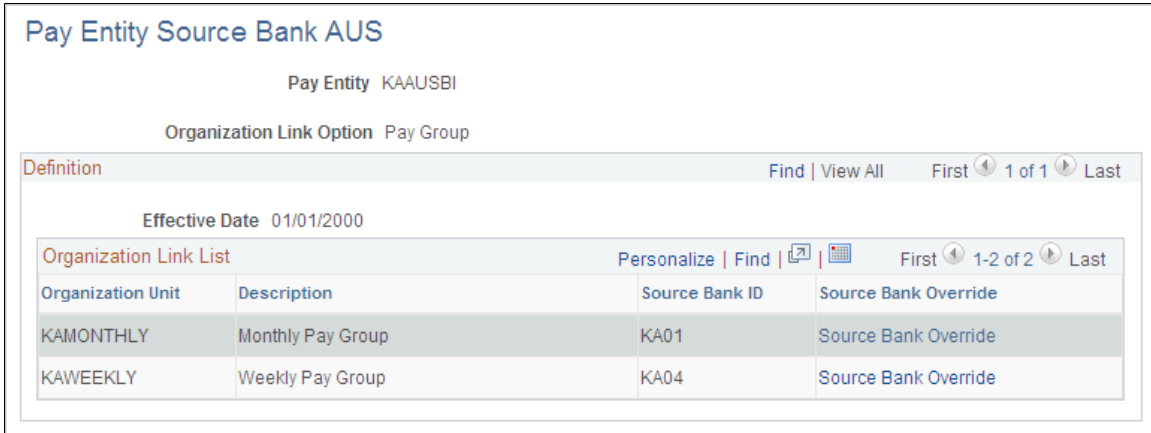 Pay Entity Source Bank AUS
Pay Entity KAAUSBI
Organization Link Option Pay Group
Definition Find | View All First 1 of 1 Last
Effective Date 01/01/2000
Organization Link List Personalize | Find | | First 1-2 of 2 Last
Organization Unit Description Source Bank ID Source Bank Override
KAMONTHLY Monthly Pay Group KA01 Source Bank Override
KAWEEKLY Weekly Pay Group KA04 Source Bank Override